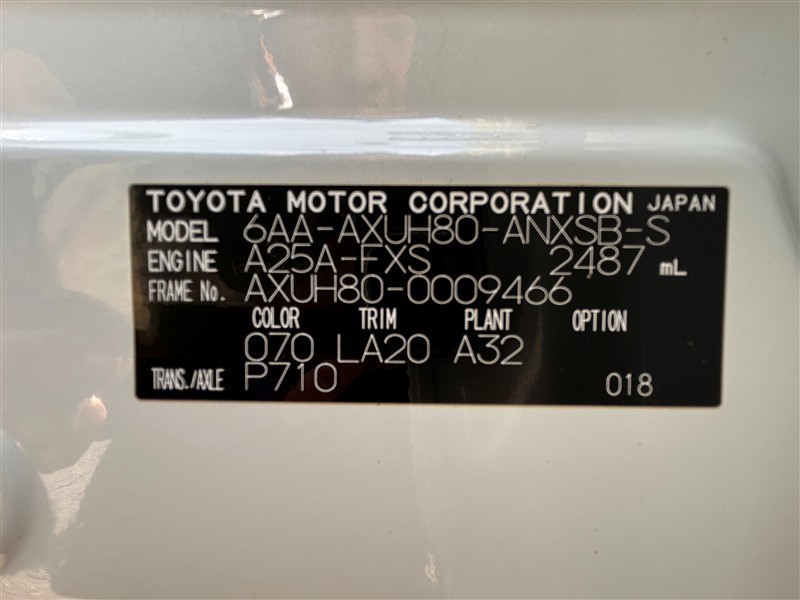 TOYOTA MOTOR CORPORATION JAPAN
MODEL 6AA-AXUH80-ANXSB-S
ENGINE A25A-FXS 2487 mL
FRAME No. AXUH80-0009466
COLOR TRIM PLANT OPTION
070 LA20 A32
TRANS./AXLE P710 018